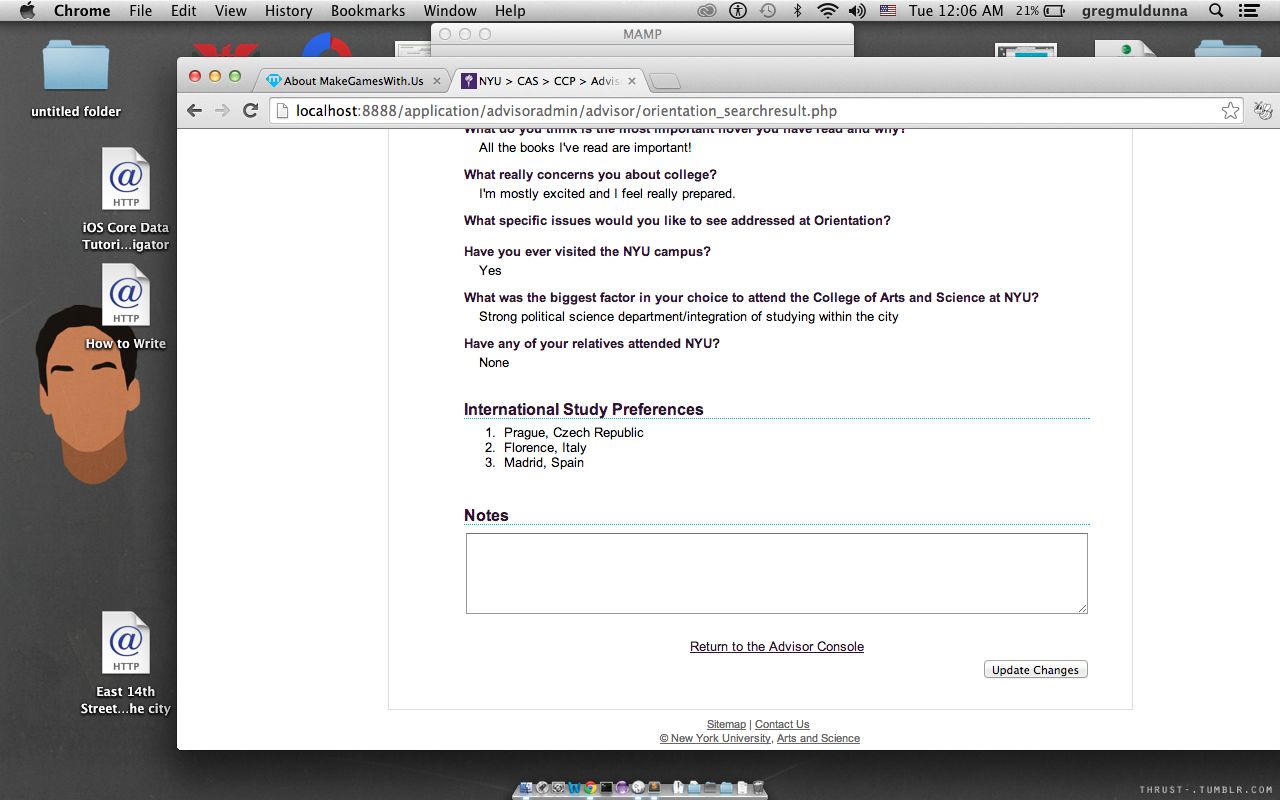 Chrome File Edit View History Bookmarks Window Help Tue 12:06 AM 21% gregmuldunna
MAMP
untitled folder
About MakeGamesWith.Us NYU > CAS > CCP > Advis
localhost:8888/application/advisoradmin/advisor/orientation_searchresult.php
What do you think is the most important novel you have read and why?
All the books I've read are important!
What really concerns you about college?
I'm mostly excited and I feel really prepared.
What specific issues would you like to see addressed at Orientation?
Have you ever visited the NYU campus?
Yes
What was the biggest factor in your choice to attend the College of Arts and Science at NYU?
Strong political science department/integration of studying within the city
Have any of your relatives attended NYU?
None
International Study Preferences
1. Prague, Czech Republic
2. Florence, Italy
3. Madrid, Spain
Notes
Return to the Advisor Console
Update Changes
Sitemap | Contact Us
© New York University, Arts and Science
HTTP
iOS Core Data
Tutori...igator
HTTP
How to Write
HTTP
East 14th
Street...he city
THRUST-.TUMBLR.COM